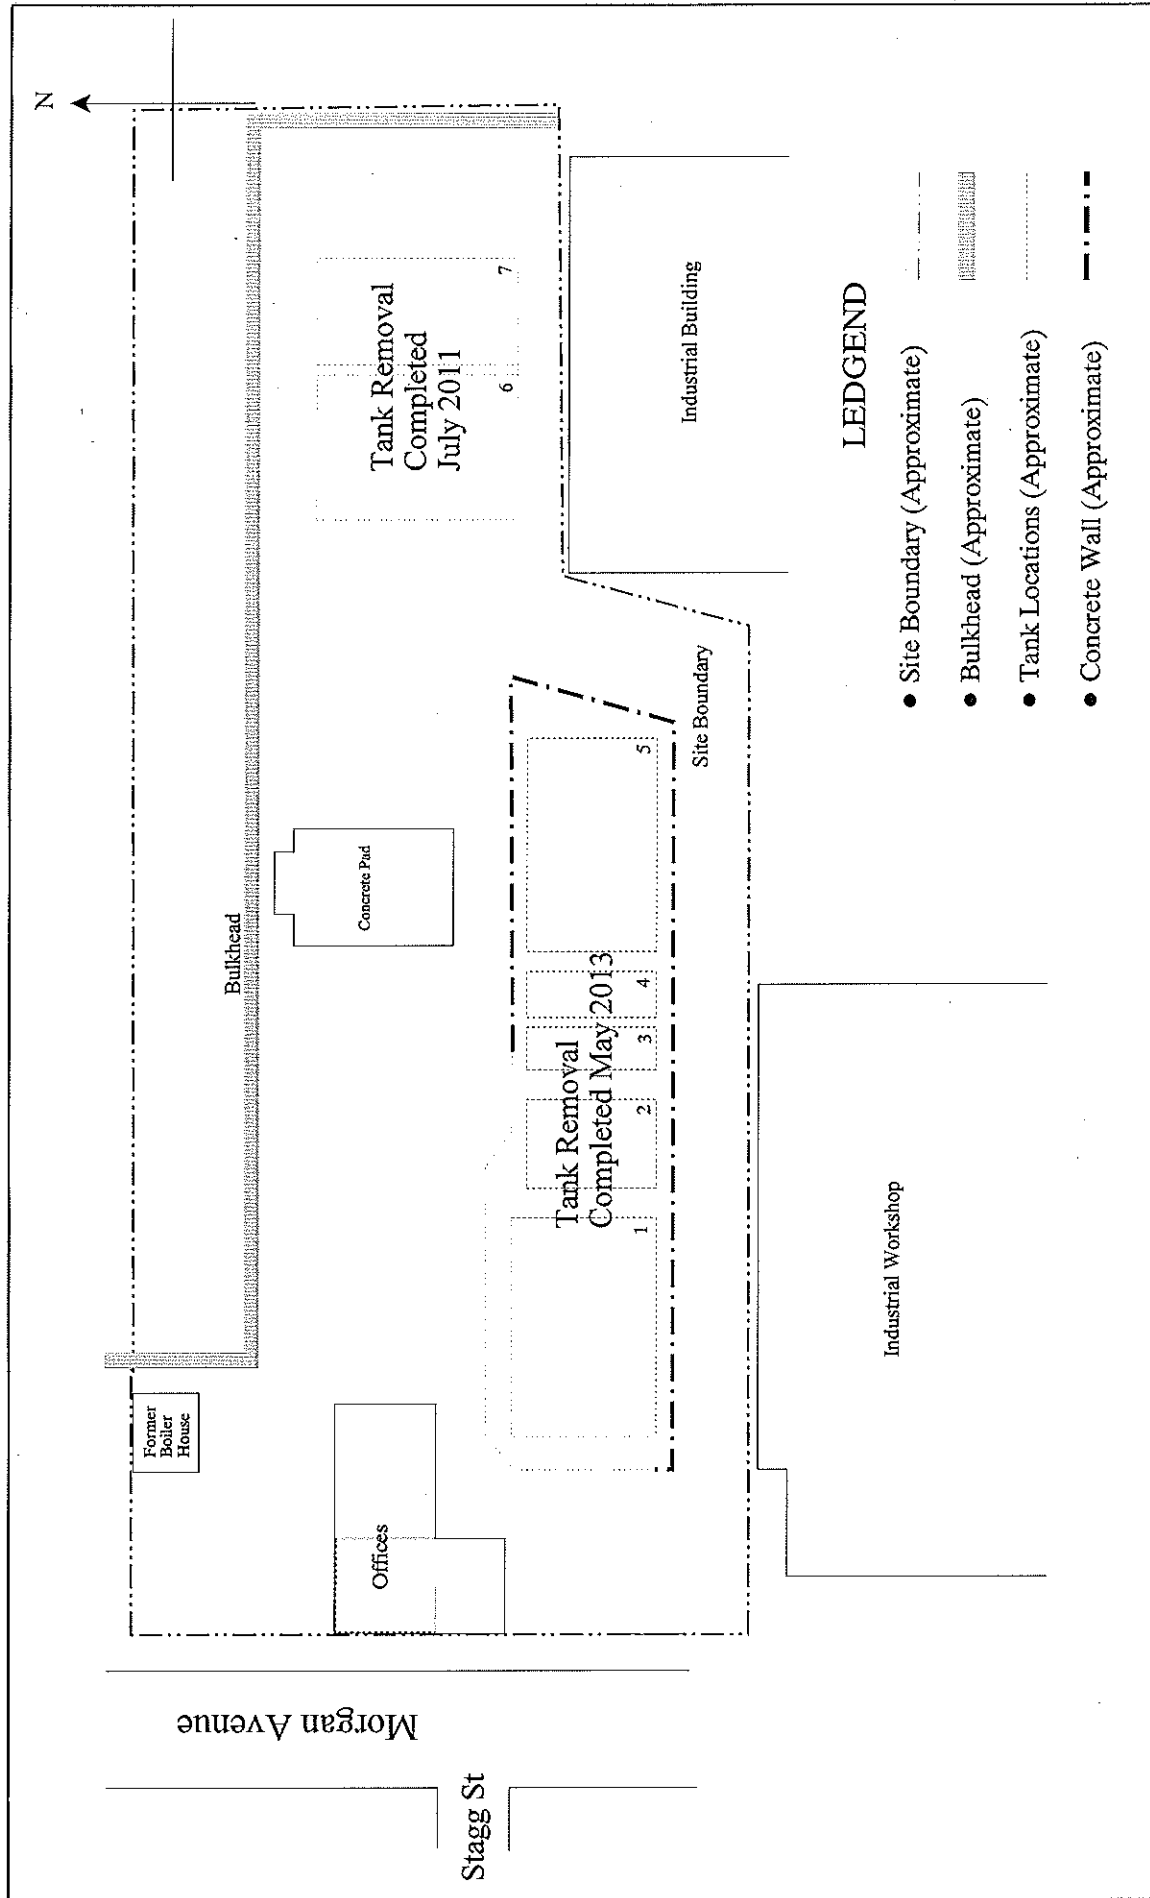 N
Bulkhead
Former
Boiler
House
Offices
Concrete Pad
Tank Removal
Completed
July 2011
6
7
Tank Removal
Completed May 2013
1
2
3
4
5
Site Boundary
Morgan Avenue
Stagg St
Industrial Workshop
Industrial Building
LEDGEND
• Site Boundary (Approximate)
• Bulkhead (Approximate)
• Tank Locations (Approximate)
• Concrete Wall (Approximate)